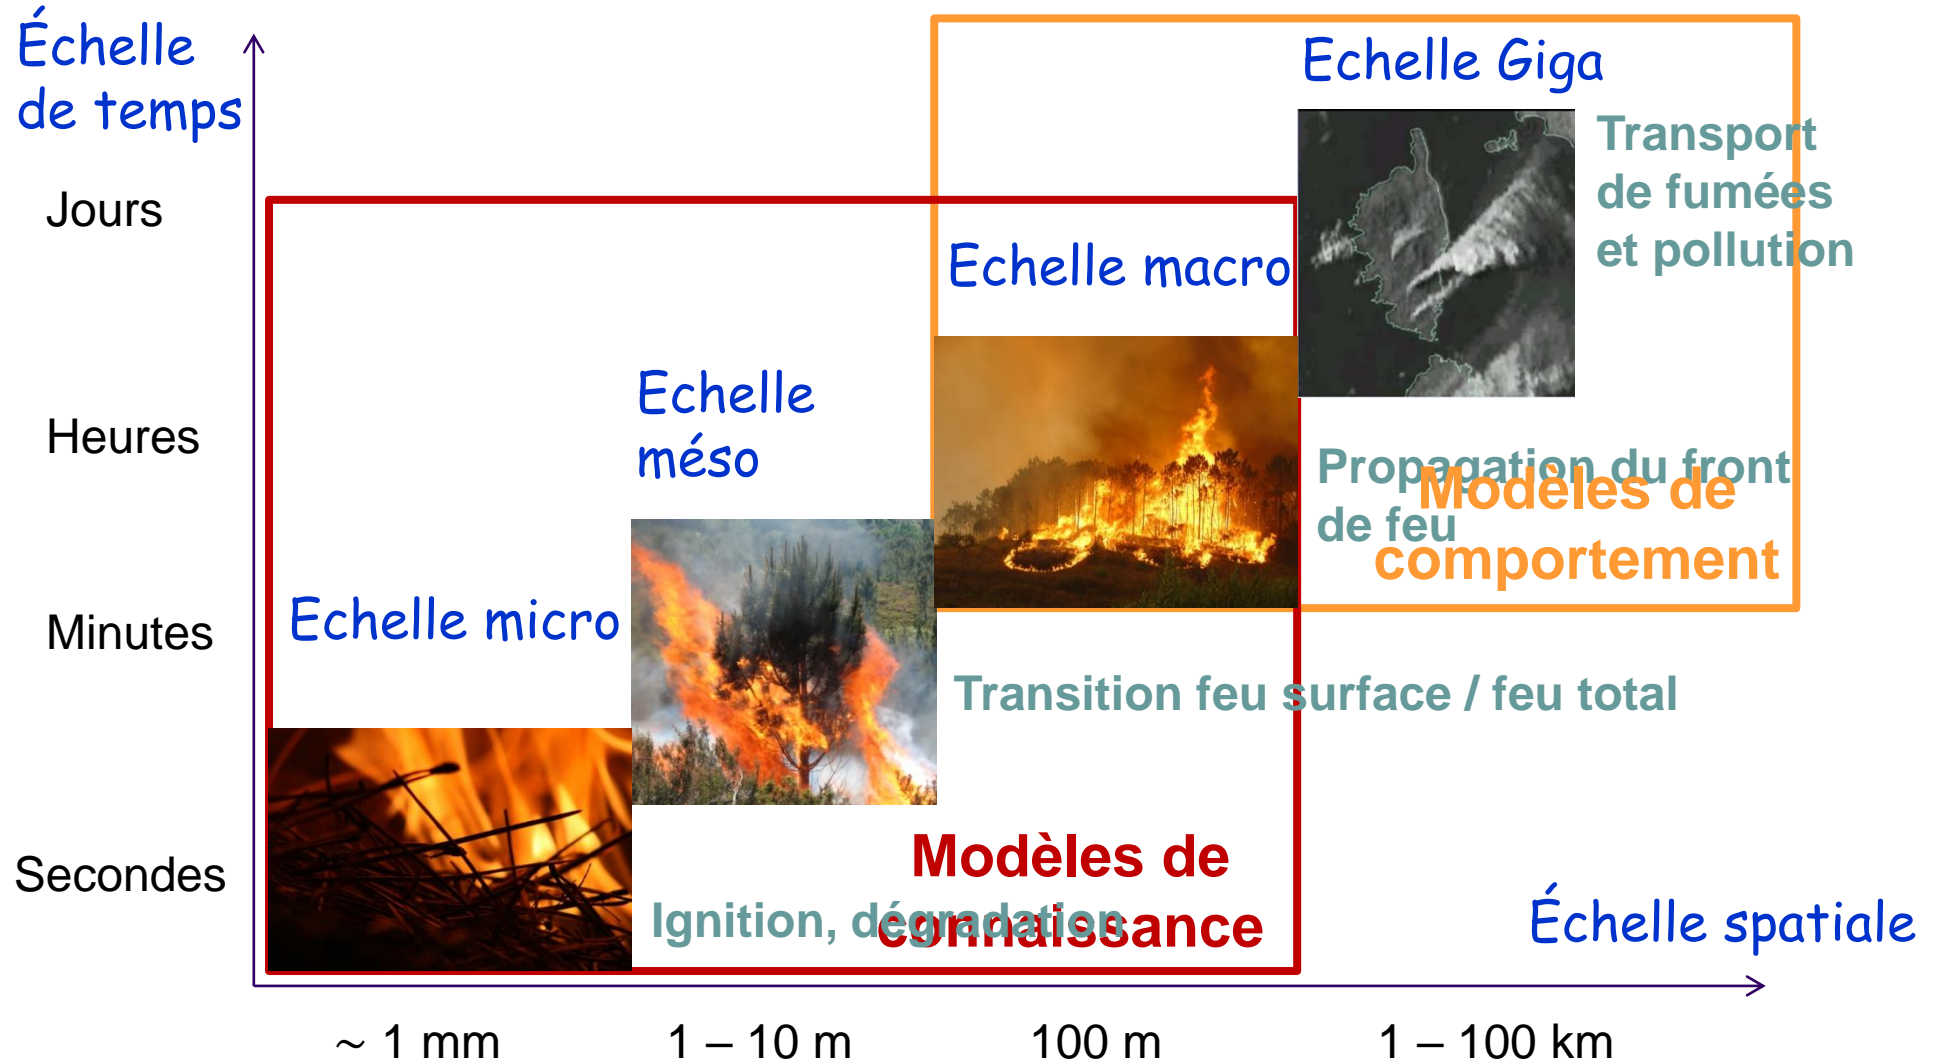 Échelle
de temps
Echelle Giga
Transport
de fumées
et pollution
Jours
Echelle macro
Echelle
méso
Heures
Propagation du front
de feu
Modèles de
comportement
Echelle micro
Minutes
Transition feu surface / feu total
Modèles de
connaissance
Secondes
Ignition, dégradation
Échelle spatiale
~ 1 mm
1 – 10 m
100 m
1 – 100 km